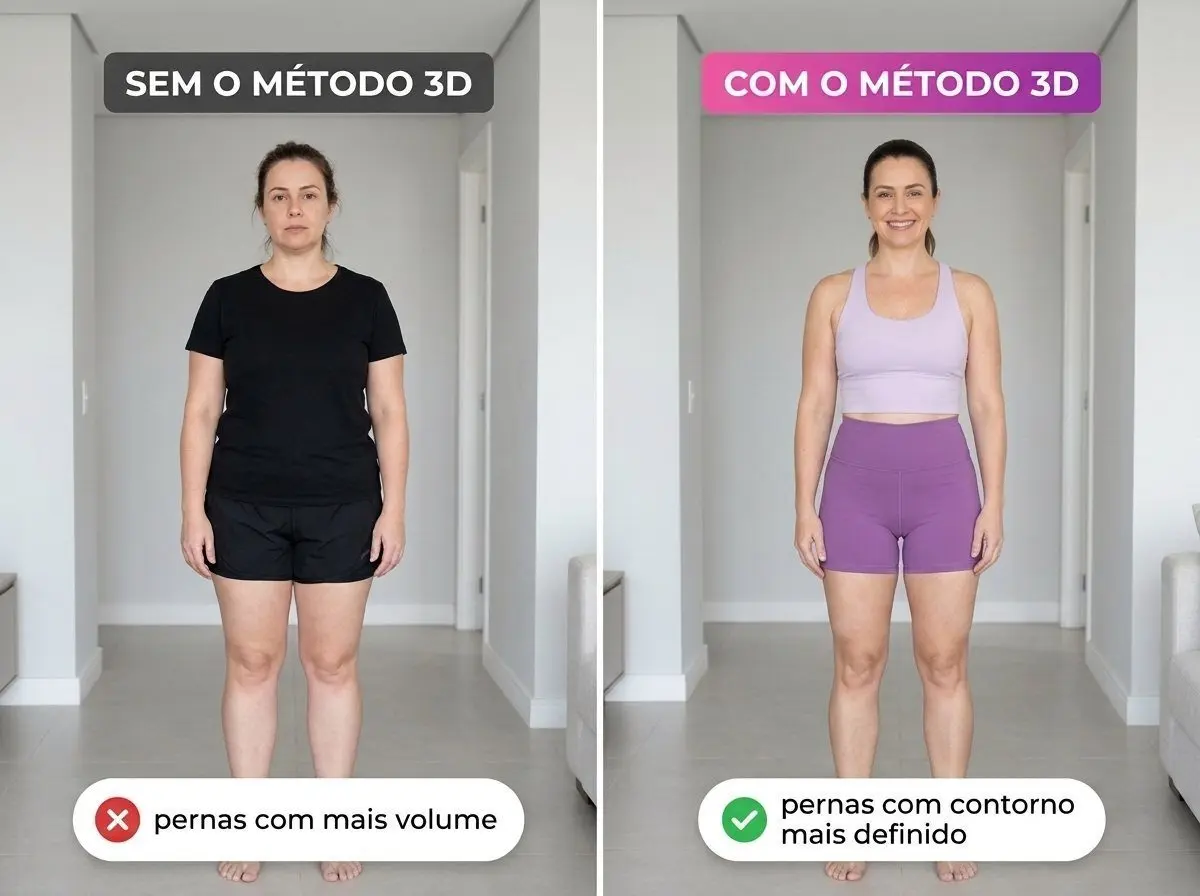 SEM O MÉTODO 3D
COM O MÉTODO 3D
pernas com mais volume
pernas com contorno
mais definido